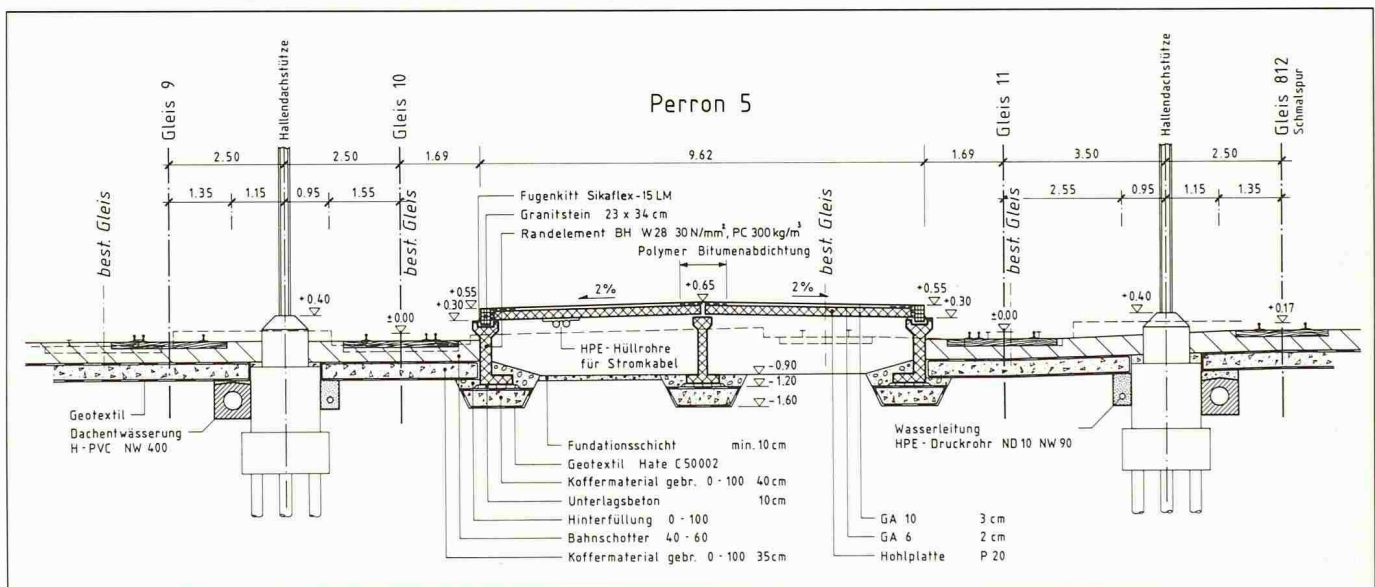 Perron 5
Gleis 9
Hallendachstütze
Gleis 10
Gleis 11
Hallendachstütze
Gleis 812
Schmalspur
2.50
2.50
1.69
9.62
1.69
3.50
2.50
1.35
1.15
0.95
1.55
2.55
0.95
1.15
1.35
best. Gleis
best. Gleis
best. Gleis
best. Gleis
Fugenkitt Sikaflex-15 LM
Granitstein 23 x 34 cm
Randelement BH W28 30 N/mm², PC 300 kg/m³
Polymer Bitumenabdichtung
+0.40
±0.00
+0.55
+0.30
2%
+0.65
2%
+0.55
+0.30
±0.00
+0.40
+0.17
HPE-Hüllrohre
für Stromkabel
-0.90
-1.20
-1.60
Geotextil
Dachentwässerung
H-PVC NW 400
Wasserleitung
HPE-Druckrohr ND 10 NW 90
Fundationsschicht min. 10 cm
Geotextil Hate C 50002
Koffermaterial gebr. 0-100 40 cm
Unterlagsbeton 10 cm
Hinterfüllung 0-100
Bahnschotter 40-60
Koffermaterial gebr. 0-100 35 cm
GA 10 3 cm
GA 6 2 cm
Hohlplatte P 20